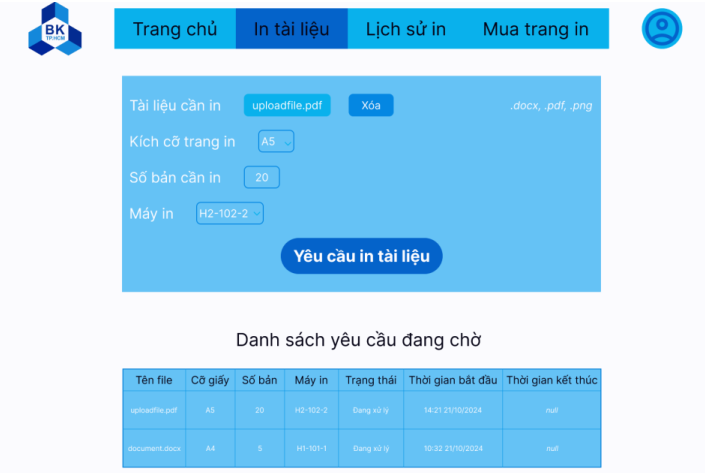 BK
TP.HCM
Trang chủ In tài liệu Lịch sử in Mua trang in
Tài liệu cần in uploadfile.pdf Xóa .docx, .pdf, .png
Kích cỡ trang in A5
Số bản cần in 20
Máy in H2-102-2
Yêu cầu in tài liệu
Danh sách yêu cầu đang chờ
Tên file Cỡ giấy Số bản Máy in Trạng thái Thời gian bắt đầu Thời gian kết thúc
uploadfile.pdf A5 20 H2-102-2 Đang xử lý 14:21 21/10/2024 null
document.docx A4 5 H1-101-1 Đang xử lý 10:32 21/10/2024 null